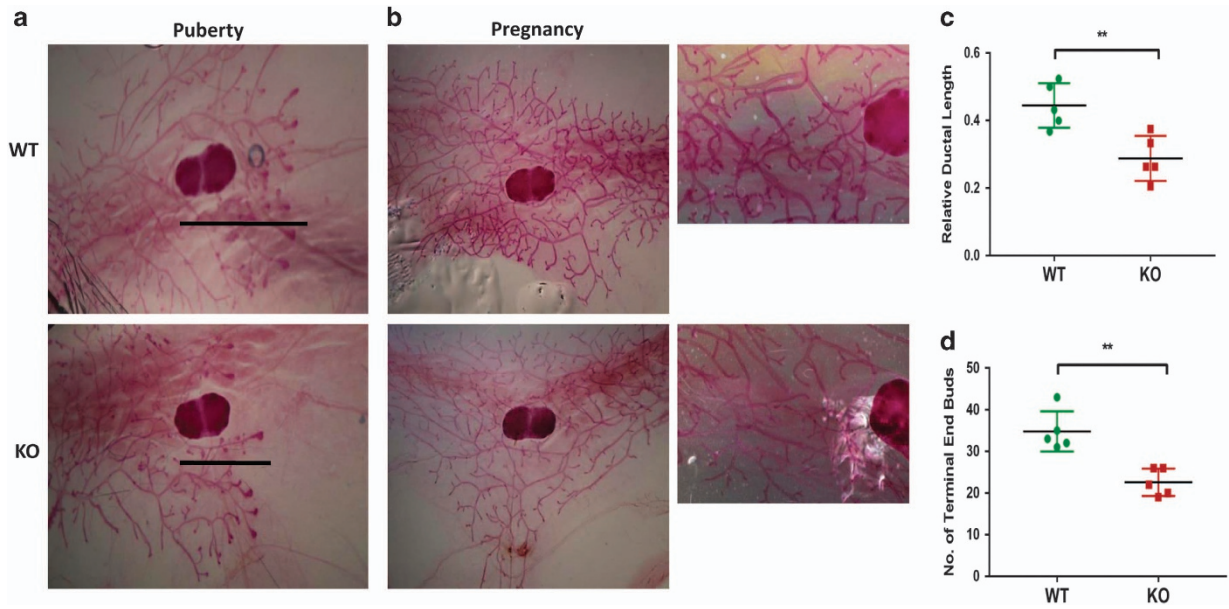 a
Puberty
b
Pregnancy
WT
KO
c
**
Relative Ductal Length
0.6
0.4
0.2
0.0
WT
KO
d
**
No. of Terminal End Buds
50
40
30
20
10
0
WT
KO